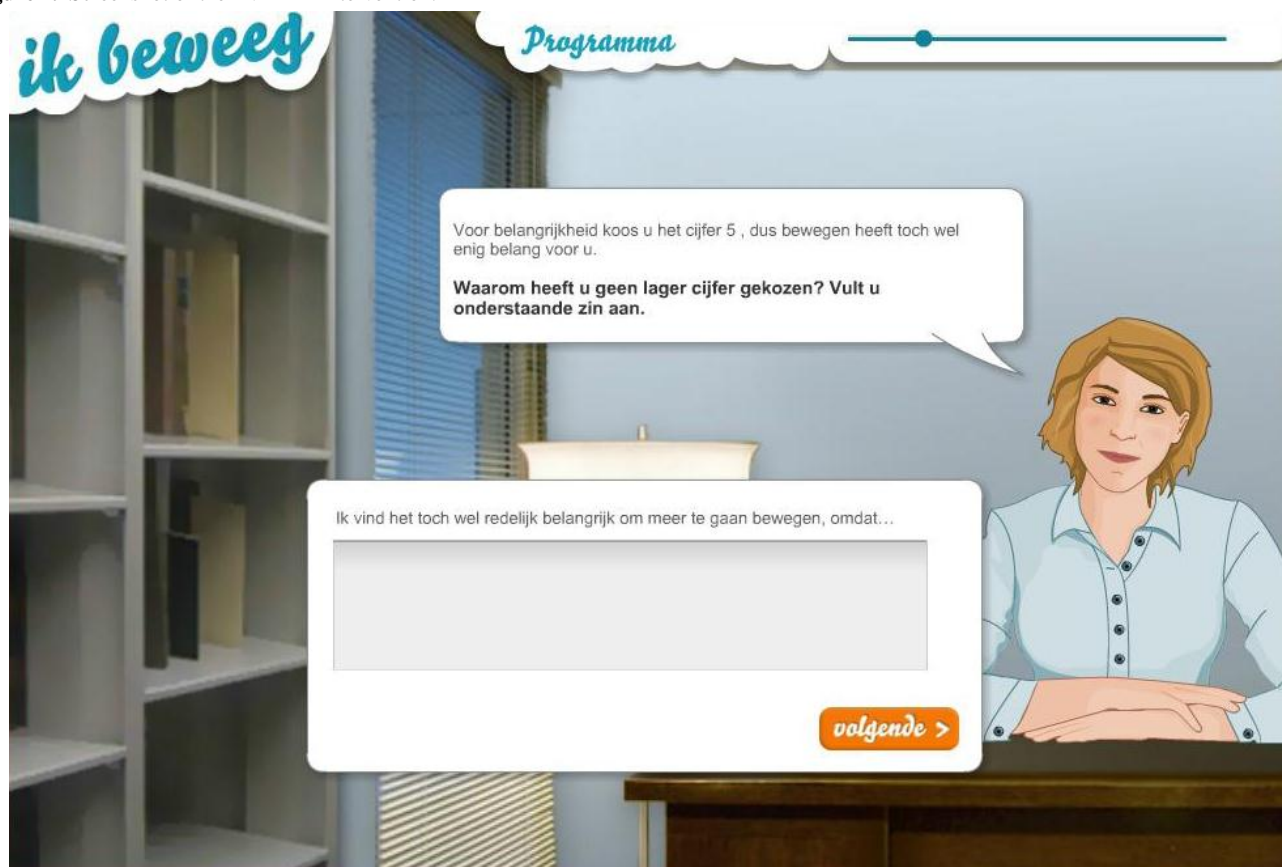 ik beweeg
Programma
Voor belangrijkheid koos u het cijfer 5 , dus bewegen heeft toch wel
enig belang voor u.
Waarom heeft u geen lager cijfer gekozen? Vult u
onderstaande zin aan.
Ik vind het toch wel redelijk belangrijk om meer te gaan bewegen, omdat…
volgende >